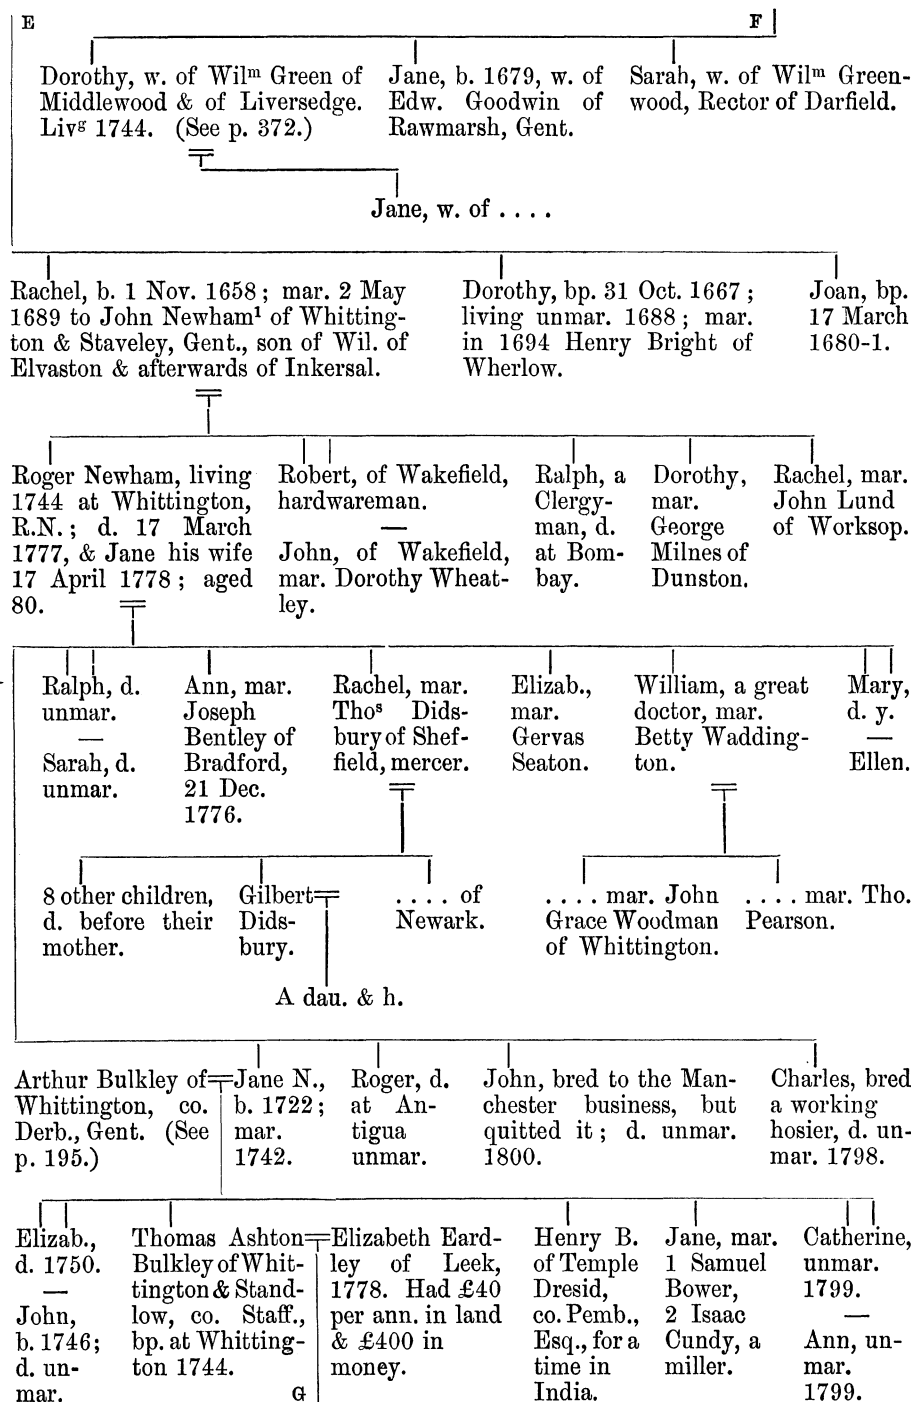 E
F
Dorothy, w. of Wilᵐ Green of
Middlewood & of Liversedge.
Livᵍ 1744. (See p. 372.)
Jane, b. 1679, w. of
Edw. Goodwin of
Rawmarsh, Gent.
Sarah, w. of Wilᵐ Green-
wood, Rector of Darfield.
Jane, w. of . . . .
Rachel, b. 1 Nov. 1658 ; mar. 2 May
1689 to John Newham¹ of Whitting-
ton & Staveley, Gent., son of Wil. of
Elvaston & afterwards of Inkersal.
Dorothy, bp. 31 Oct. 1667 ;
living unmar. 1688 ; mar.
in 1694 Henry Bright of
Wherlow.
Joan, bp.
17 March
1680-1.
Roger Newham, living
1744 at Whittington,
R.N. ; d. 17 March
1777, & Jane his wife
17 April 1778 ; aged
80.
Robert, of Wakefield,
hardwareman.
—
John, of Wakefield,
mar. Dorothy Wheat-
ley.
Ralph, a
Clergy-
man, d.
at Bom-
bay.
Dorothy,
mar.
George
Milnes of
Dunston.
Rachel, mar.
John Lund
of Worksop.
Ralph, d.
unmar.
—
Sarah, d.
unmar.
Ann, mar.
Joseph
Bentley of
Bradford,
21 Dec.
1776.
Rachel, mar.
Thoˢ Dids-
bury of Shef-
field, mercer.
Elizab.,
mar.
Gervas
Seaton.
William, a great
doctor, mar.
Betty Wadding-
ton.
Mary,
d. y.
—
Ellen.
8 other children,
d. before their
mother.
Gilbert
Dids-
bury.
. . . . of
Newark.
. . . . mar. John
Grace Woodman
of Whittington.
. . . . mar. Tho.
Pearson.
A dau. & h.
Arthur Bulkley of
Whittington, co.
Derb., Gent. (See
p. 195.)
Jane N.,
b. 1722 ;
mar.
1742.
Roger, d.
at An-
tigua
unmar.
John, bred to the Man-
chester business, but
quitted it ; d. unmar.
1800.
Charles, bred
a working
hosier, d. un-
mar. 1798.
Elizab.,
d. 1750.
—
John,
b. 1746;
d. un-
mar.
Thomas Ashton
Bulkley of Whit-
tington & Stand-
low, co. Staff.,
bp. at Whitting-
ton 1744.
G
Elizabeth Eard-
ley of Leek,
1778. Had £40
per ann. in land
& £400 in
money.
Henry B.
of Temple
Dresid,
co. Pemb.,
Esq., for a
time in
India.
Jane, mar.
1 Samuel
Bower,
2 Isaac
Cundy, a
miller.
Catherine,
unmar.
1799.
—
Ann, un-
mar.
1799.